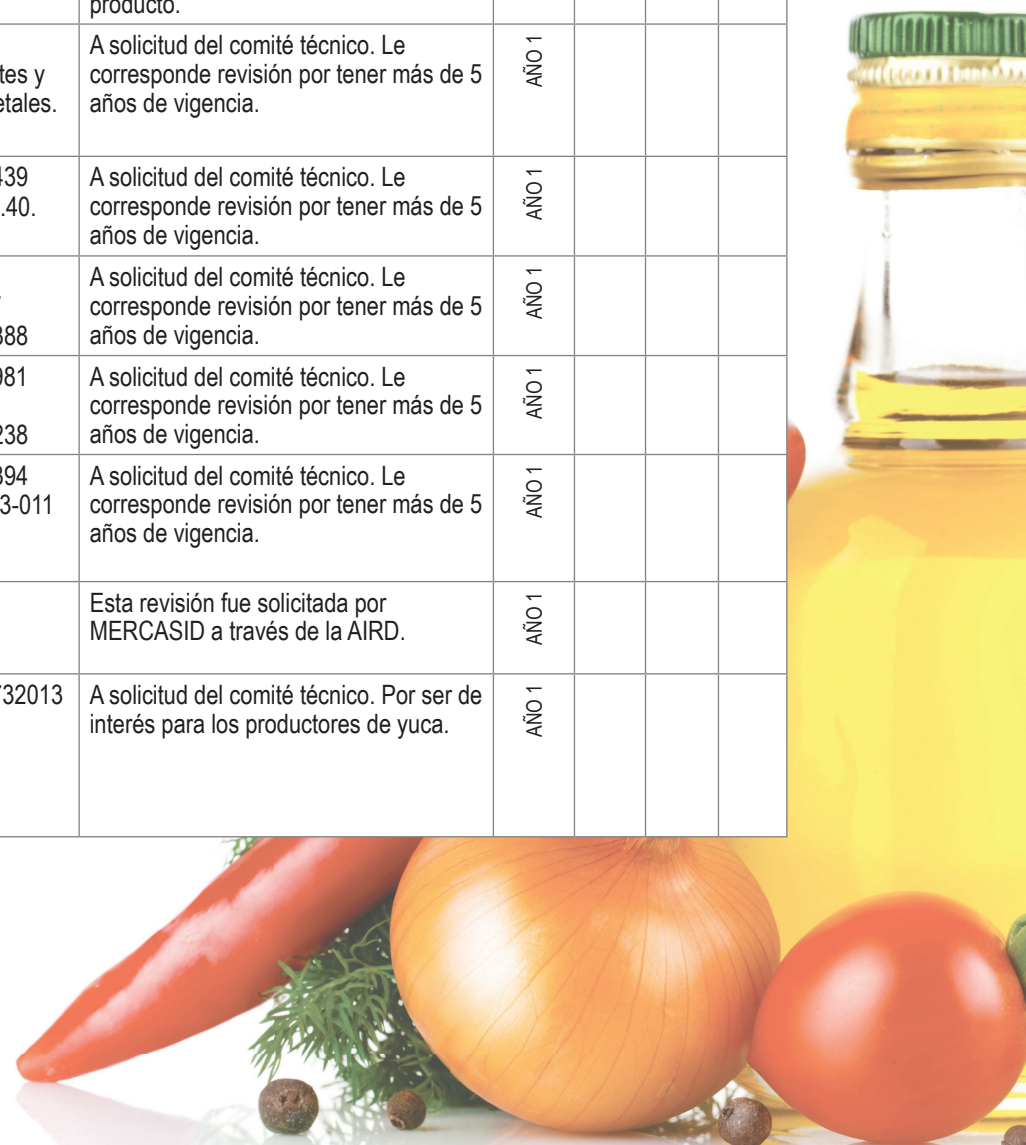 producto.
tes y
etales.
A solicitud del comité técnico. Le
corresponde revisión por tener más de 5
años de vigencia.
AÑO 1
439
.40.
A solicitud del comité técnico. Le
corresponde revisión por tener más de 5
años de vigencia.
AÑO 1
388
A solicitud del comité técnico. Le
corresponde revisión por tener más de 5
años de vigencia.
AÑO 1
981
238
A solicitud del comité técnico. Le
corresponde revisión por tener más de 5
años de vigencia.
AÑO 1
394
3-011
A solicitud del comité técnico. Le
corresponde revisión por tener más de 5
años de vigencia.
AÑO 1
Esta revisión fue solicitada por
MERCASID a través de la AIRD.
AÑO 1
732013
A solicitud del comité técnico. Por ser de
interés para los productores de yuca.
AÑO 1